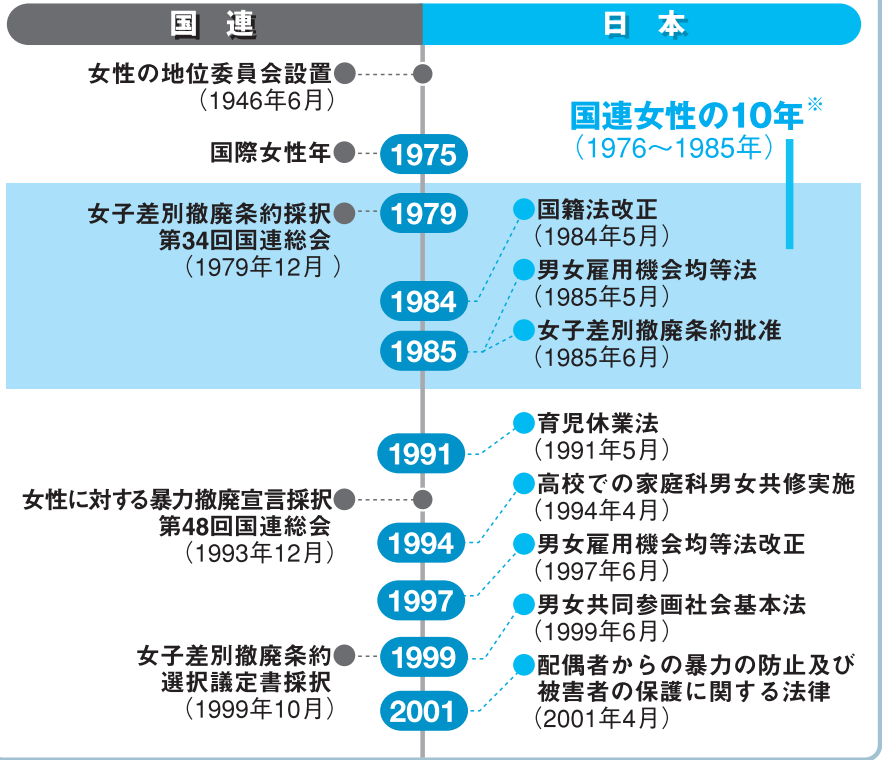 国連
日本
女性の地位委員会設置
（1946年6月）
国連女性の10年※
（1976～1985年）
国際女性年
1975
女子差別撤廃条約採択
第34回国連総会
（1979年12月 ）
1979
国籍法改正
（1984年5月）
1984
男女雇用機会均等法
（1985年5月）
1985
女子差別撤廃条約批准
（1985年6月）
育児休業法
（1991年5月）
1991
女性に対する暴力撤廃宣言採択
第48回国連総会
（1993年12月）
高校での家庭科男女共修実施
（1994年4月）
1994
男女雇用機会均等法改正
（1997年6月）
1997
男女共同参画社会基本法
（1999年6月）
女子差別撤廃条約
選択議定書採択
（1999年10月）
1999
配偶者からの暴力の防止及び
被害者の保護に関する法律
（2001年4月）
2001